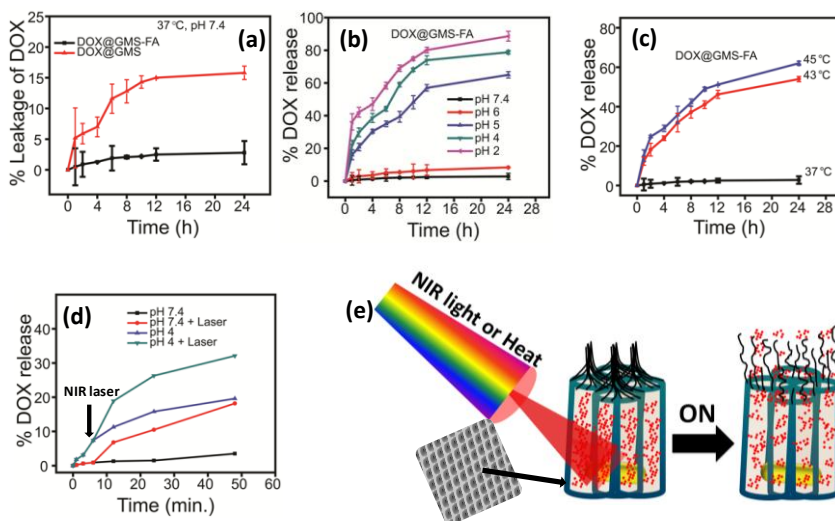 (a)
37 °C, pH 7.4
DOX@GMS-FA
DOX@GMS
% Leakage of DOX
25
20
15
10
5
0
0 4 8 12 16 20 24
Time (h)
(b)
DOX@GMS-FA
% DOX release
100
80
60
40
20
0
pH 7.4
pH 6
pH 5
pH 4
pH 2
0 4 8 12 16 20 24 28
Time (h)
(c)
DOX@GMS-FA
% DOX release
80
60
40
20
0
45 °C
43 °C
37 °C
0 4 8 12 16 20 24 28
Time (h)
(d)
pH 7.4
pH 7.4 + Laser
pH 4
pH 4 + Laser
% DOX release
40
30
20
10
0
NIR laser
0 10 20 30 40 50 60
Time (min.)
(e)
NIR light or Heat
ON